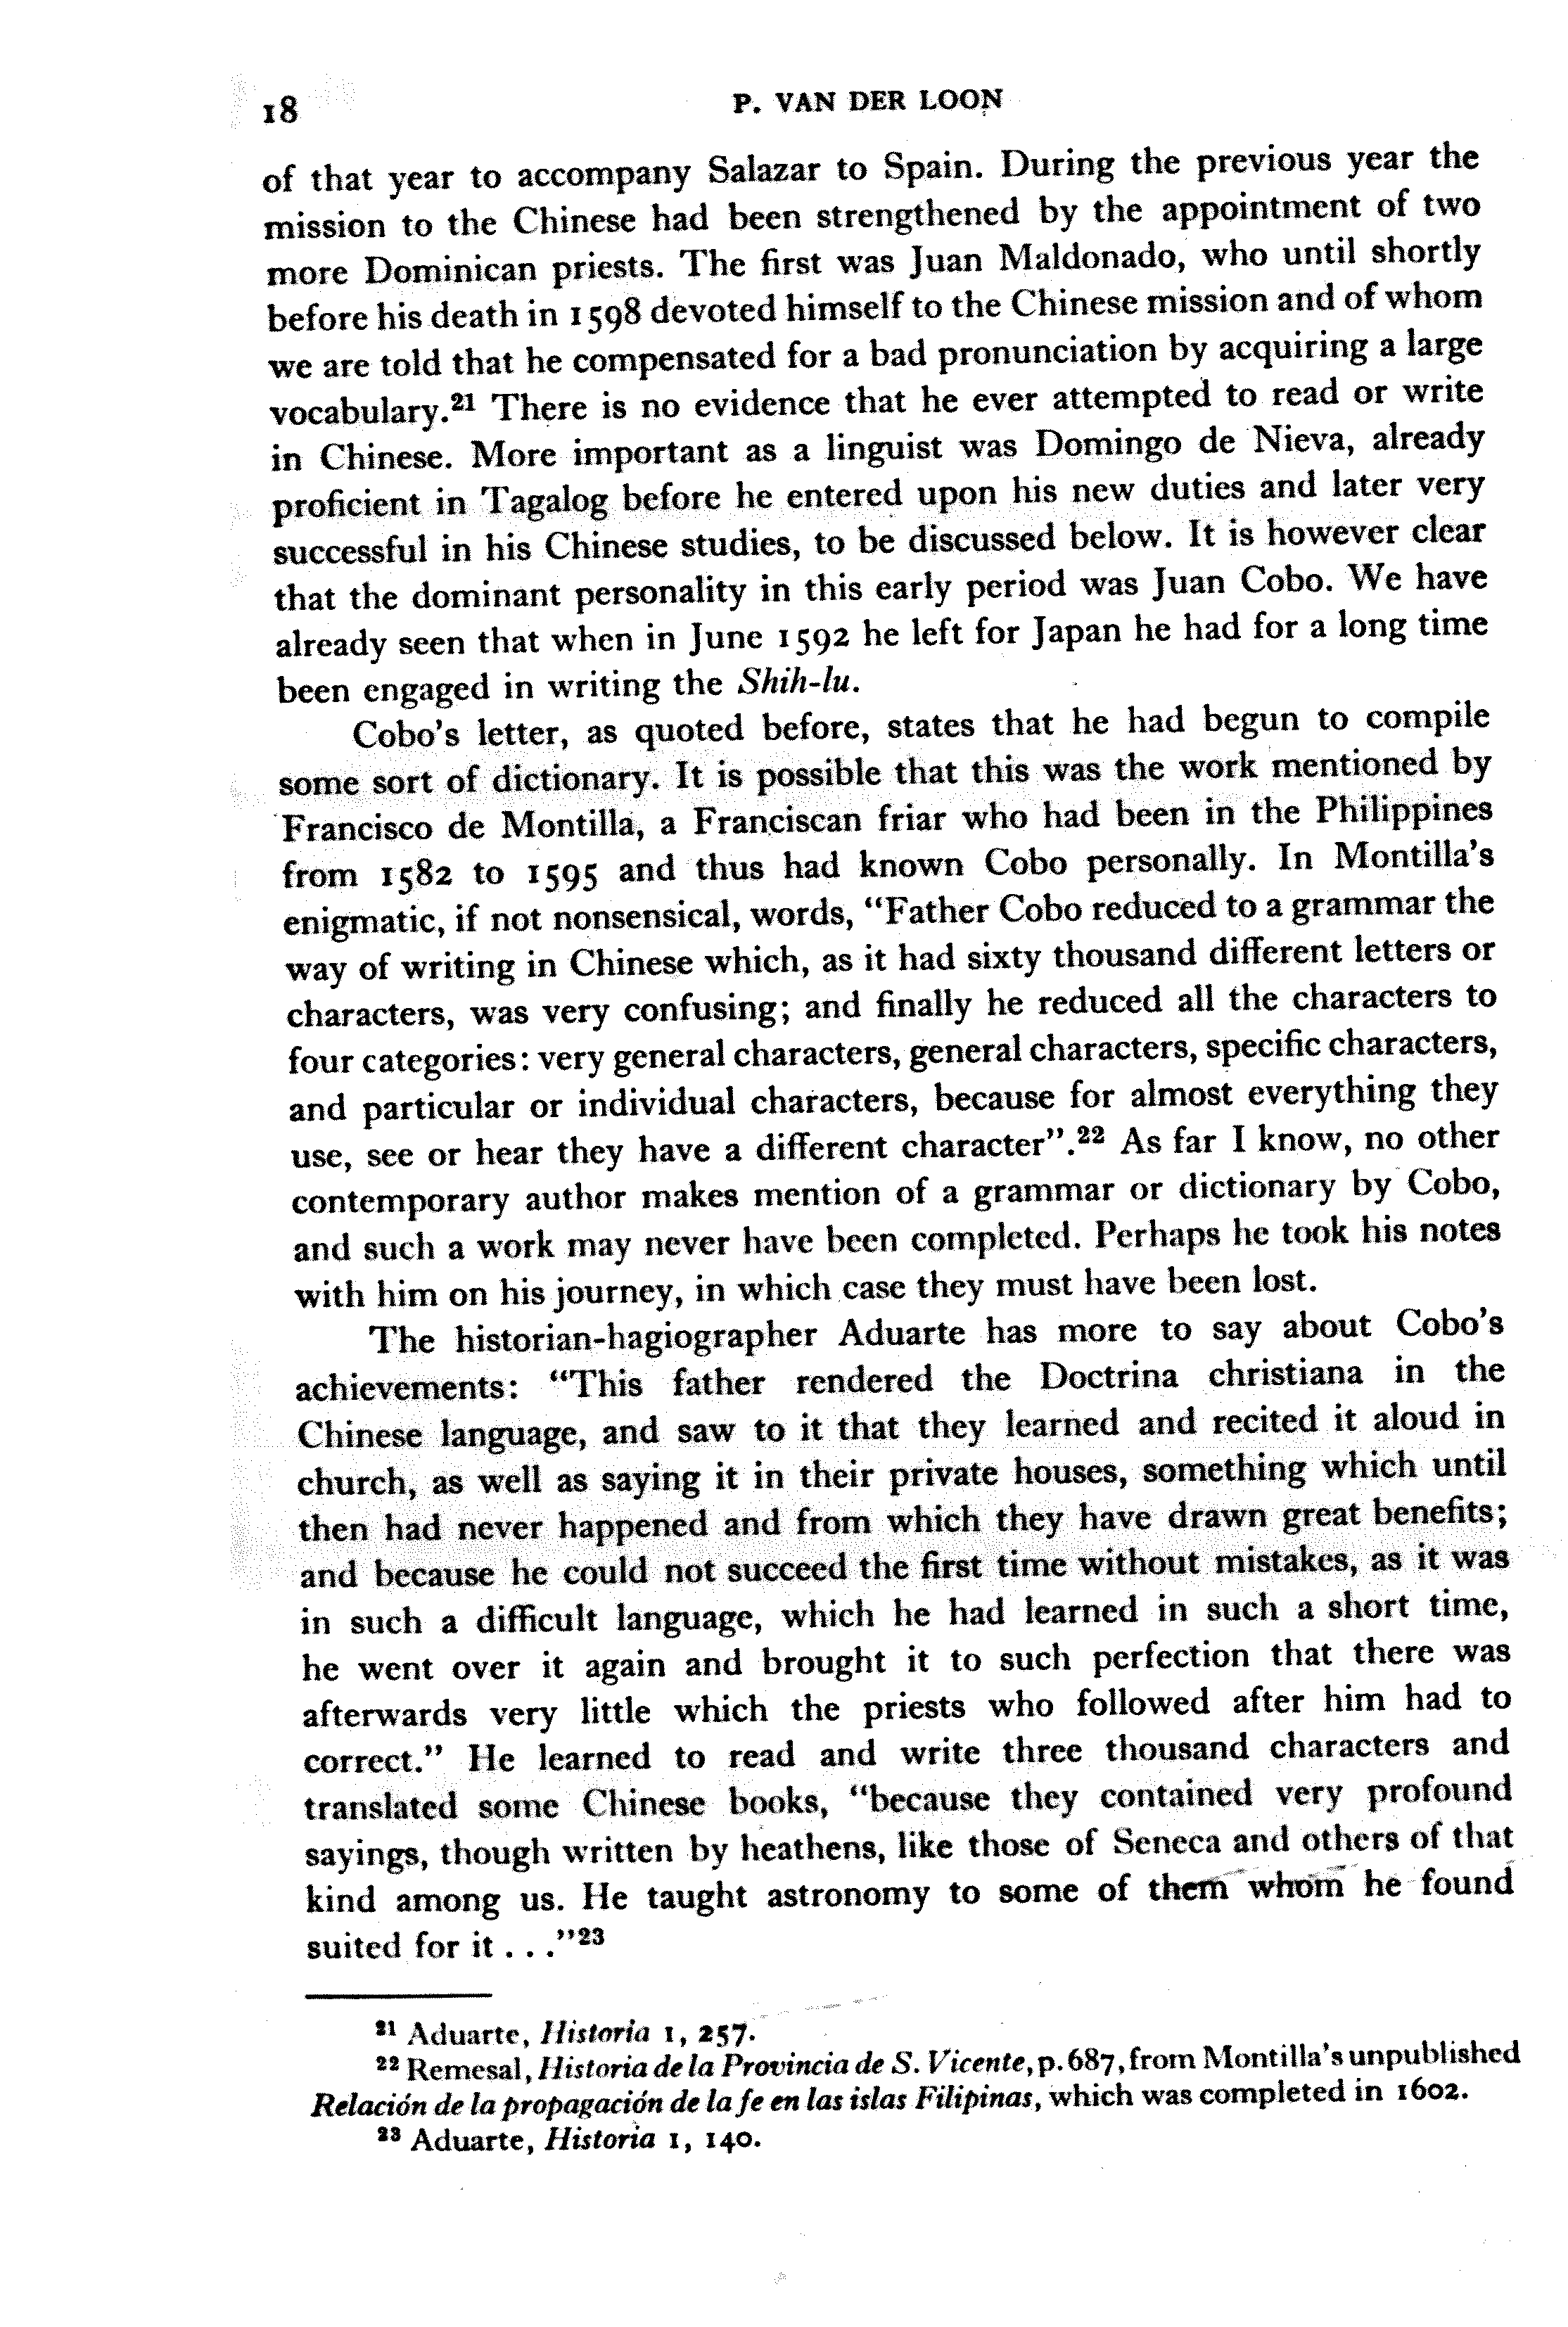 18
P. VAN DER LOON
of that year to accompany Salazar to Spain. During the previous year the
mission to the Chinese had been strengthened by the appointment of two
more Dominican priests. The first was Juan Maldonado, who until shortly
before his death in 1598 devoted himself to the Chinese mission and of whom
we are told that he compensated for a bad pronunciation by acquiring a large
vocabulary.²¹ There is no evidence that he ever attempted to read or write
in Chinese. More important as a linguist was Domingo de Nieva, already
proficient in Tagalog before he entered upon his new duties and later very
successful in his Chinese studies, to be discussed below. It is however clear
that the dominant personality in this early period was Juan Cobo. We have
already seen that when in June 1592 he left for Japan he had for a long time
been engaged in writing the Shih-lu.
Cobo's letter, as quoted before, states that he had begun to compile
some sort of dictionary. It is possible that this was the work mentioned by
Francisco de Montilla, a Franciscan friar who had been in the Philippines
from 1582 to 1595 and thus had known Cobo personally. In Montilla's
enigmatic, if not nonsensical, words, “Father Cobo reduced to a grammar the
way of writing in Chinese which, as it had sixty thousand different letters or
characters, was very confusing; and finally he reduced all the characters to
four categories: very general characters, general characters, specific characters,
and particular or individual characters, because for almost everything they
use, see or hear they have a different character”.²² As far I know, no other
contemporary author makes mention of a grammar or dictionary by Cobo,
and such a work may never have been completed. Perhaps he took his notes
with him on his journey, in which case they must have been lost.
The historian-hagiographer Aduarte has more to say about Cobo's
achievements: “This father rendered the Doctrina christiana in the
Chinese language, and saw to it that they learned and recited it aloud in
church, as well as saying it in their private houses, something which until
then had never happened and from which they have drawn great benefits;
and because he could not succeed the first time without mistakes, as it was
in such a difficult language, which he had learned in such a short time,
he went over it again and brought it to such perfection that there was
afterwards very little which the priests who followed after him had to
correct.” He learned to read and write three thousand characters and
translated some Chinese books, “because they contained very profound
sayings, though written by heathens, like those of Seneca and others of that
kind among us. He taught astronomy to some of them whom he found
suited for it . . .”²³
²¹ Aduarte, Historia 1, 257.
²² Remesal, Historia de la Provincia de S. Vicente, p. 687, from Montilla's unpublished
Relación de la propagación de la fe en las islas Filipinas, which was completed in 1602.
²³ Aduarte, Historia 1, 140.